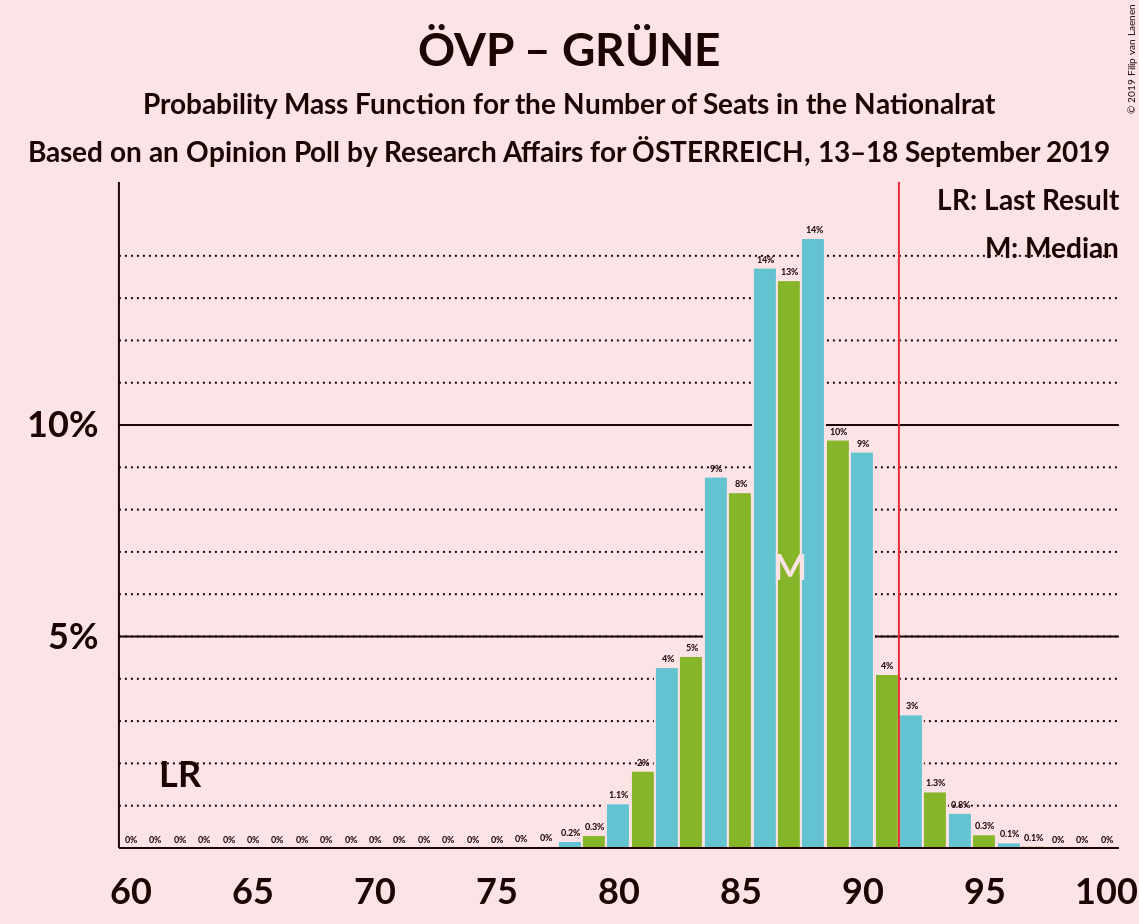 ÖVP – GRÜNE
Probability Mass Function for the Number of Seats in the Nationalrat
Based on an Opinion Poll by Research Affairs for ÖSTERREICH, 13–18 September 2019
© 2019 Filip van Laenen
LR: Last Result
M: Median
10%
5%
LR
M
0% 0% 0% 0% 0% 0% 0% 0% 0% 0% 0% 0% 0% 0% 0% 0% 0% 0% 0.2% 0.3% 1.1% 2% 4% 5% 9% 8% 14% 13% 14% 10% 9% 4% 3% 1.3% 0.8% 0.3% 0.1% 0.1% 0% 0% 0%
60 65 70 75 80 85 90 95 100